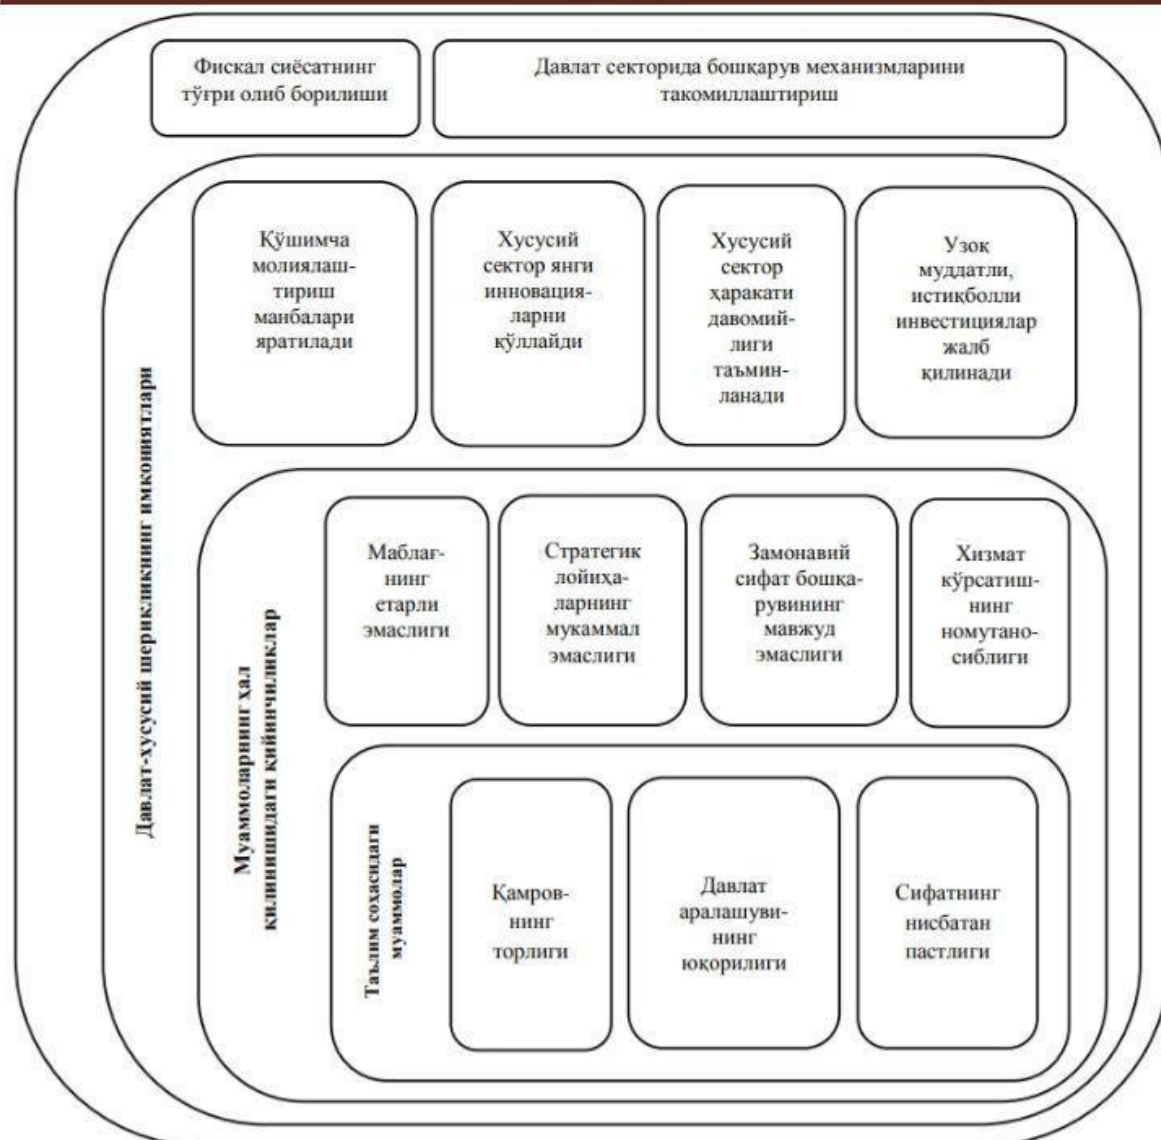 Фискал сиёсатнинг
тўғри олиб борилиши
Давлат секторида бошқарув механизмларини
такомиллаштириш
Давлат-хусусий шерикликнинг имкониятлари
Қўшимча
молиялаш-
тириш
манбалари
яратилади
Хусусий
сектор янги
инновация-
ларни
қўллайди
Хусусий
сектор
ҳаракати
давомий-
лиги
таъмин-
ланади
Узоқ
муддатли,
истиқболли
инвестициялар
жалб
қилинади
Муаммоларнинг ҳал
қилинишидаги қийинчиликлар
Маблағ-
нинг
етарли
эмаслиги
Стратегик
лойиҳа-
ларнинг
мукаммал
эмаслиги
Замонавий
сифат бошқа-
рувининг
мавжуд
эмаслиги
Хизмат
кўрсатиш-
нинг
номутано-
сиблиги
Таълим соҳасидаги
муаммолар
Қамров-
нинг
торлиги
Давлат
аралашуви-
нинг
юқорилиги
Сифатнинг
нисбатан
пастлиги